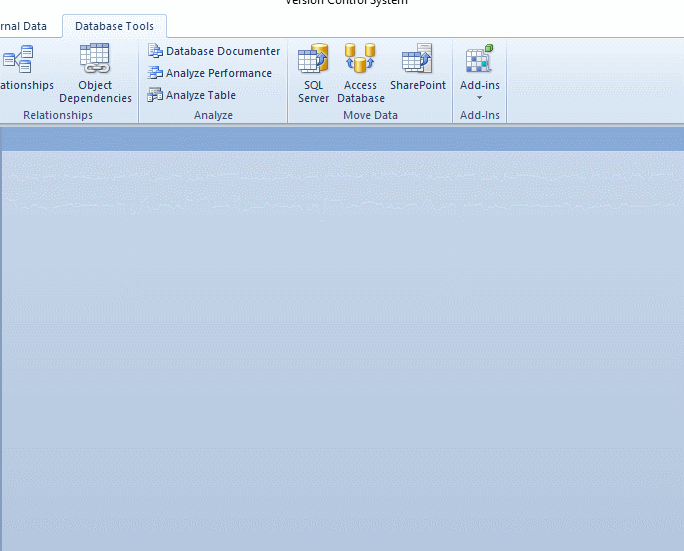 Version Control System
rnal Data
Database Tools
ationships
Object
Dependencies
Relationships
Database Documenter
Analyze Performance
Analyze Table
Analyze
SQL
Server
Access
Database
SharePoint
Move Data
Add-ins
Add-Ins